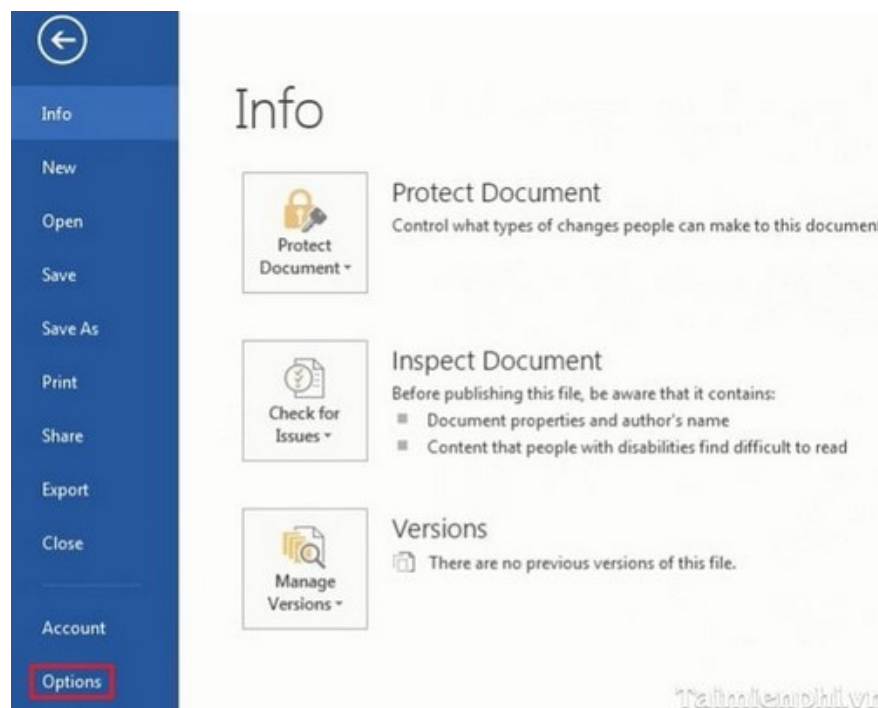 Info
New
Open
Save
Save As
Print
Share
Export
Close
Account
Options
Info
Protect
Document
Protect Document
Control what types of changes people can make to this document
Check for
Issues
Inspect Document
Before publishing this file, be aware that it contains:
Document properties and author's name
Content that people with disabilities find difficult to read
Manage
Versions
Versions
There are no previous versions of this file.
Taimienphi.vn